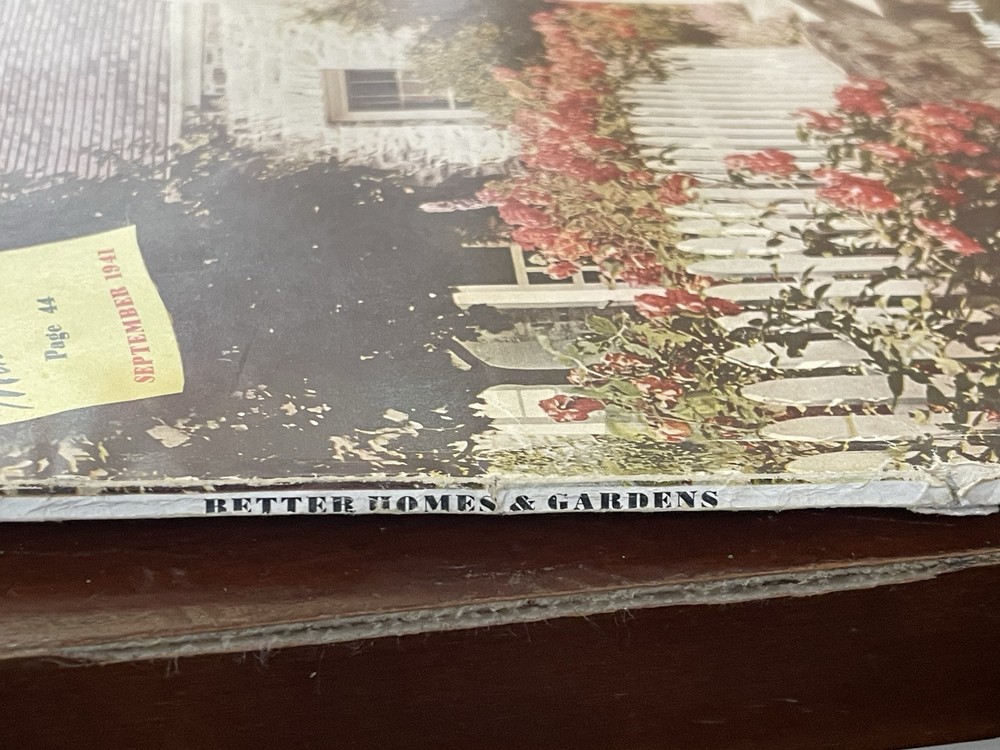 Page 44
SEPTEMBER 1941
BETTER HOMES & GARDENS